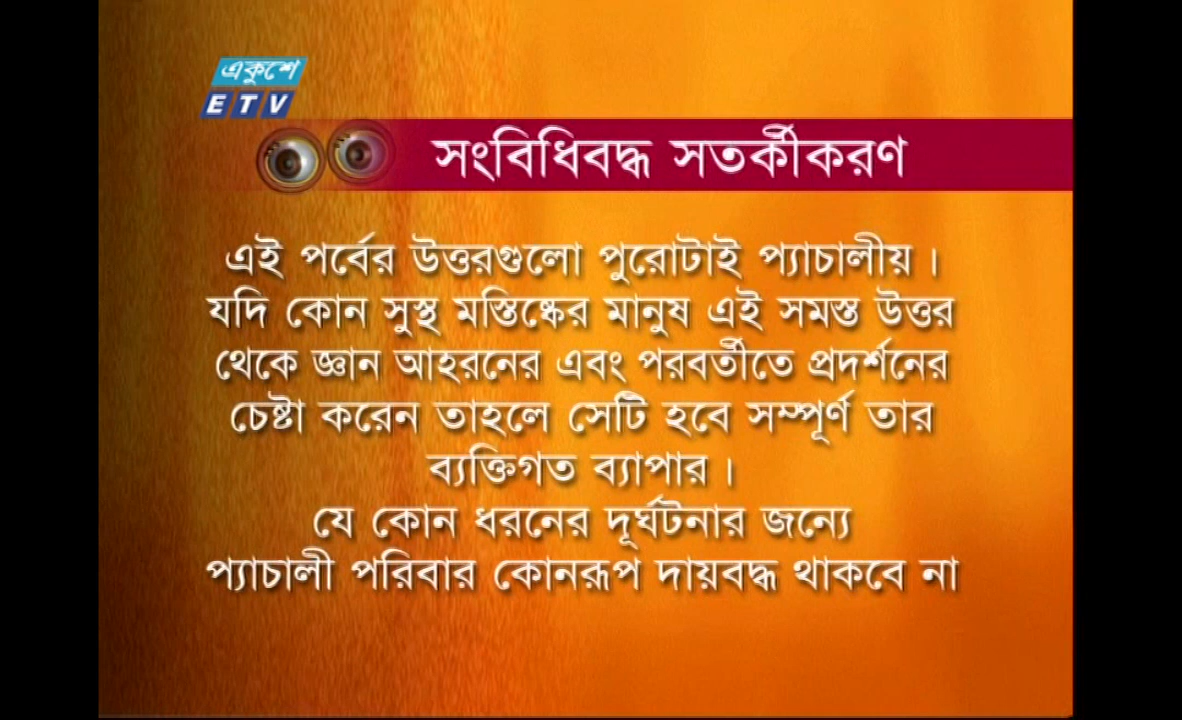 একুশে
ETV
সংবিধিবদ্ধ সতর্কীকরণ
এই পর্বের উত্তরগুলো পুরোটাই প্যাচালীয়।
যদি কোন সুস্থ মস্তিষ্কের মানুষ এই সমস্ত উত্তর
থেকে জ্ঞান আহরনের এবং পরবর্তীতে প্রদর্শনের
চেষ্টা করেন তাহলে সেটি হবে সম্পূর্ণ তার
ব্যক্তিগত ব্যাপার।
যে কোন ধরনের দূর্ঘটনার জন্যে
প্যাচালী পরিবার কোনরূপ দায়বদ্ধ থাকবে না